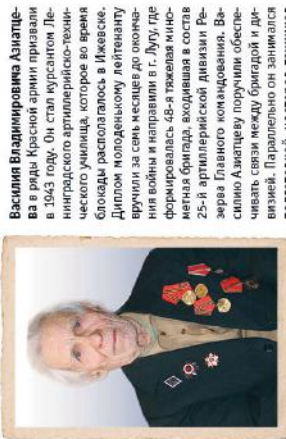 Василия Владимировича Азиатце-
ва в ряды Красной армии призвали
в 1943 году. Он стал курсантом Ле-
нинградского артиллерийско-техни-
ческого училища, которое во время
блокады располагалось в Ижевске.
Диплом молоденькому лейтенанту
вручили за семь месяцев до оконча-
ния войны и направили в г. Лугу, где
формировалась 48-я тяжелая мино-
метная бригада, входившая в состав
25-й артиллерийской дивизии Ре-
зерва Главного командования. Ва-
силию Азиатцеву поручили обеспе-
чивать связи между бригадой и ди-
визией. Параллельно он занимался